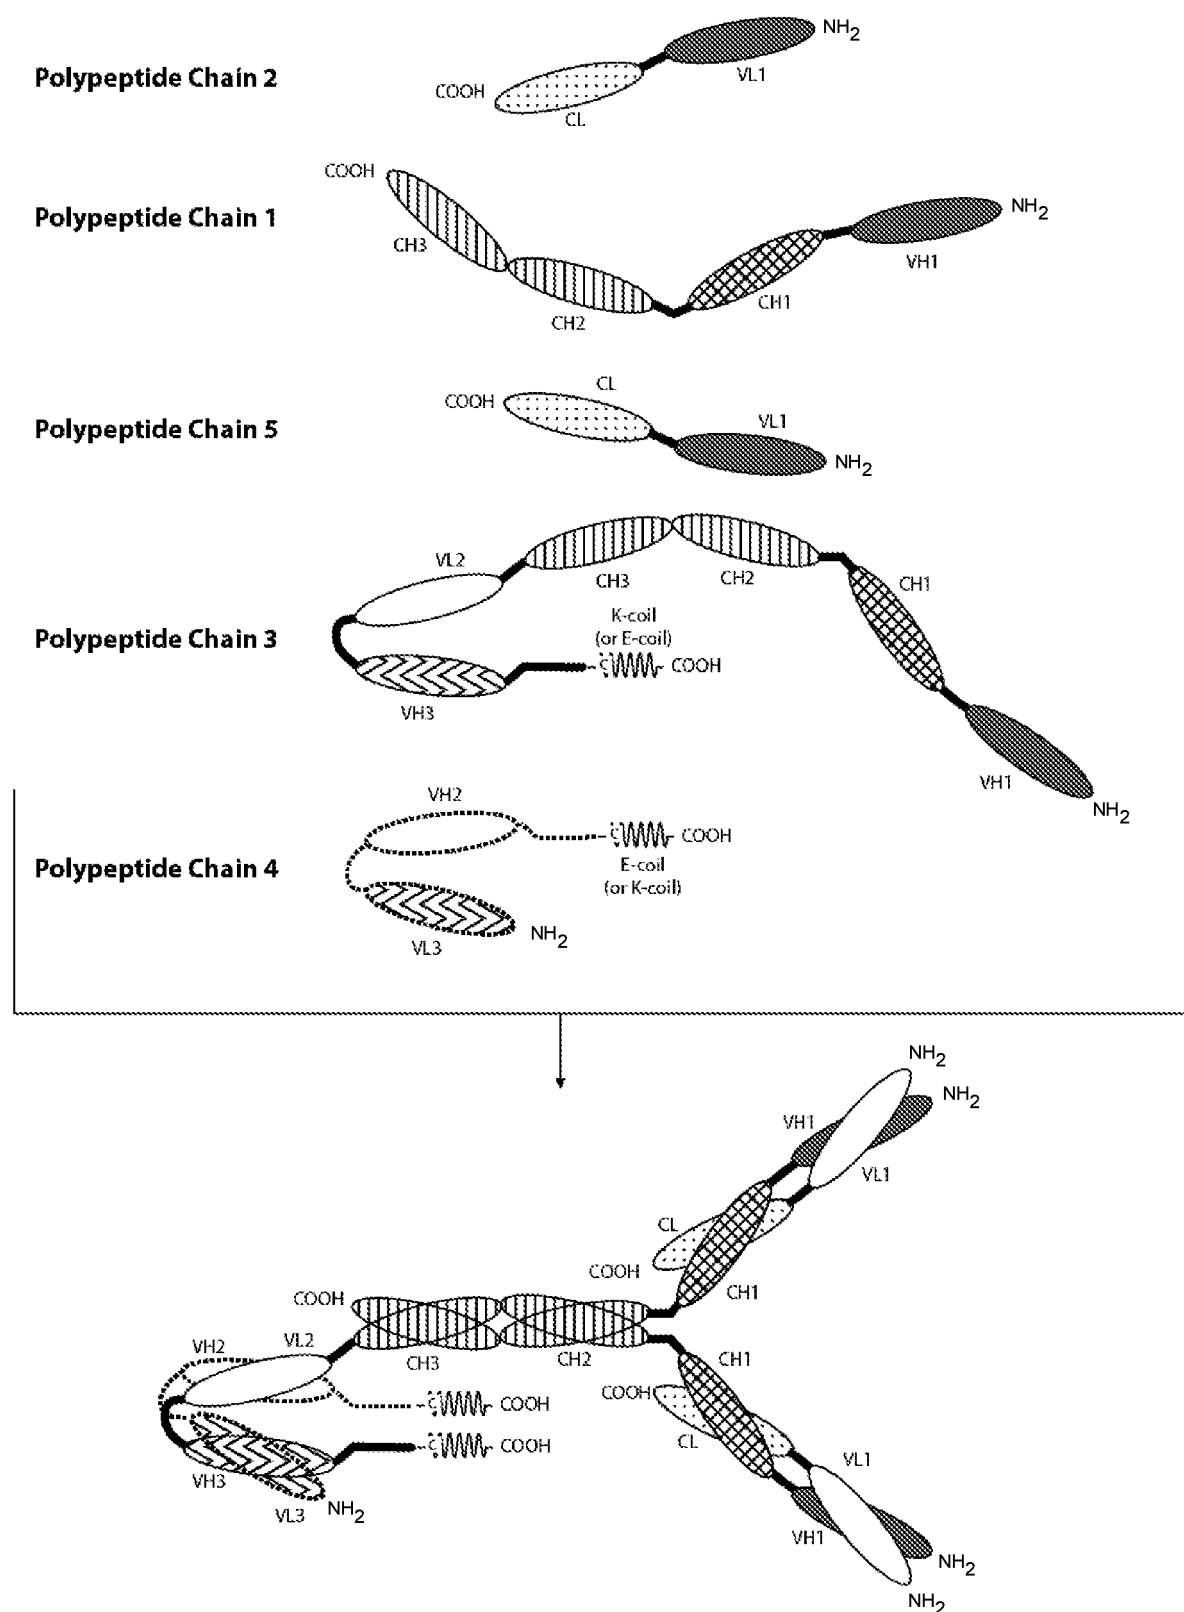 NH2
Polypeptide Chain 2
VL1
COOH
CL
COOH
Polypeptide Chain 1
NH2
CH3
VH1
CH1
CH2
CL
COOH
VL1
Polypeptide Chain 5
NH2
VL2
CH3
CH2
CH1
K-coil
(or E-coil)
Polypeptide Chain 3
C
COOH
VH3
VH1
NH2
VH2
C
COOH
E-coil
(or K-coil)
Polypeptide Chain 4
NH2
VL3
NH2
NH2
VH1
VL1
CL
COOH
CH1
COOH
VH2
VL2
CH3
CH2
CH1
COOH
C
COOH
CL
C
COOH
VL1
VH3
VL3
NH2
VH1
NH2
NH2